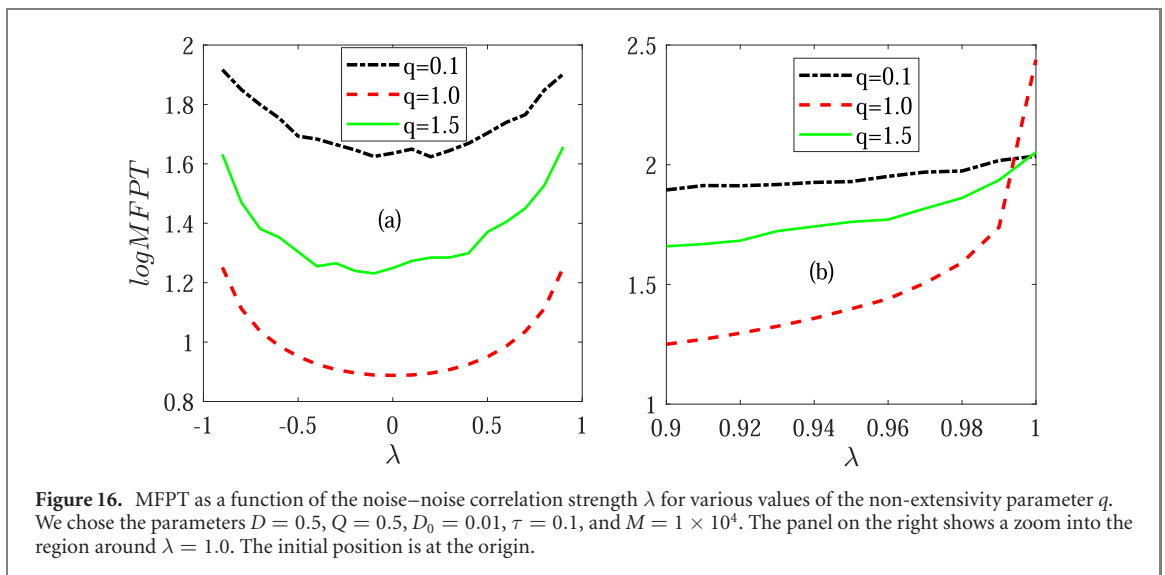 2
1.8
1.6
1.4
1.2
1
0.8
-1
-0.5
0
0.5
1
λ
logMFPT
q=0.1
q=1.0
q=1.5
(a)
2.5
2
1.5
1
0.9
0.92
0.94
0.96
0.98
1
λ
q=0.1
q=1.0
q=1.5
(b)
Figure 16. MFPT as a function of the noise–noise correlation strength λ for various values of the non-extensivity parameter q.
We chose the parameters D = 0.5, Q = 0.5, D₀ = 0.01, τ = 0.1, and M = 1 × 10⁴. The panel on the right shows a zoom into the
region around λ = 1.0. The initial position is at the origin.